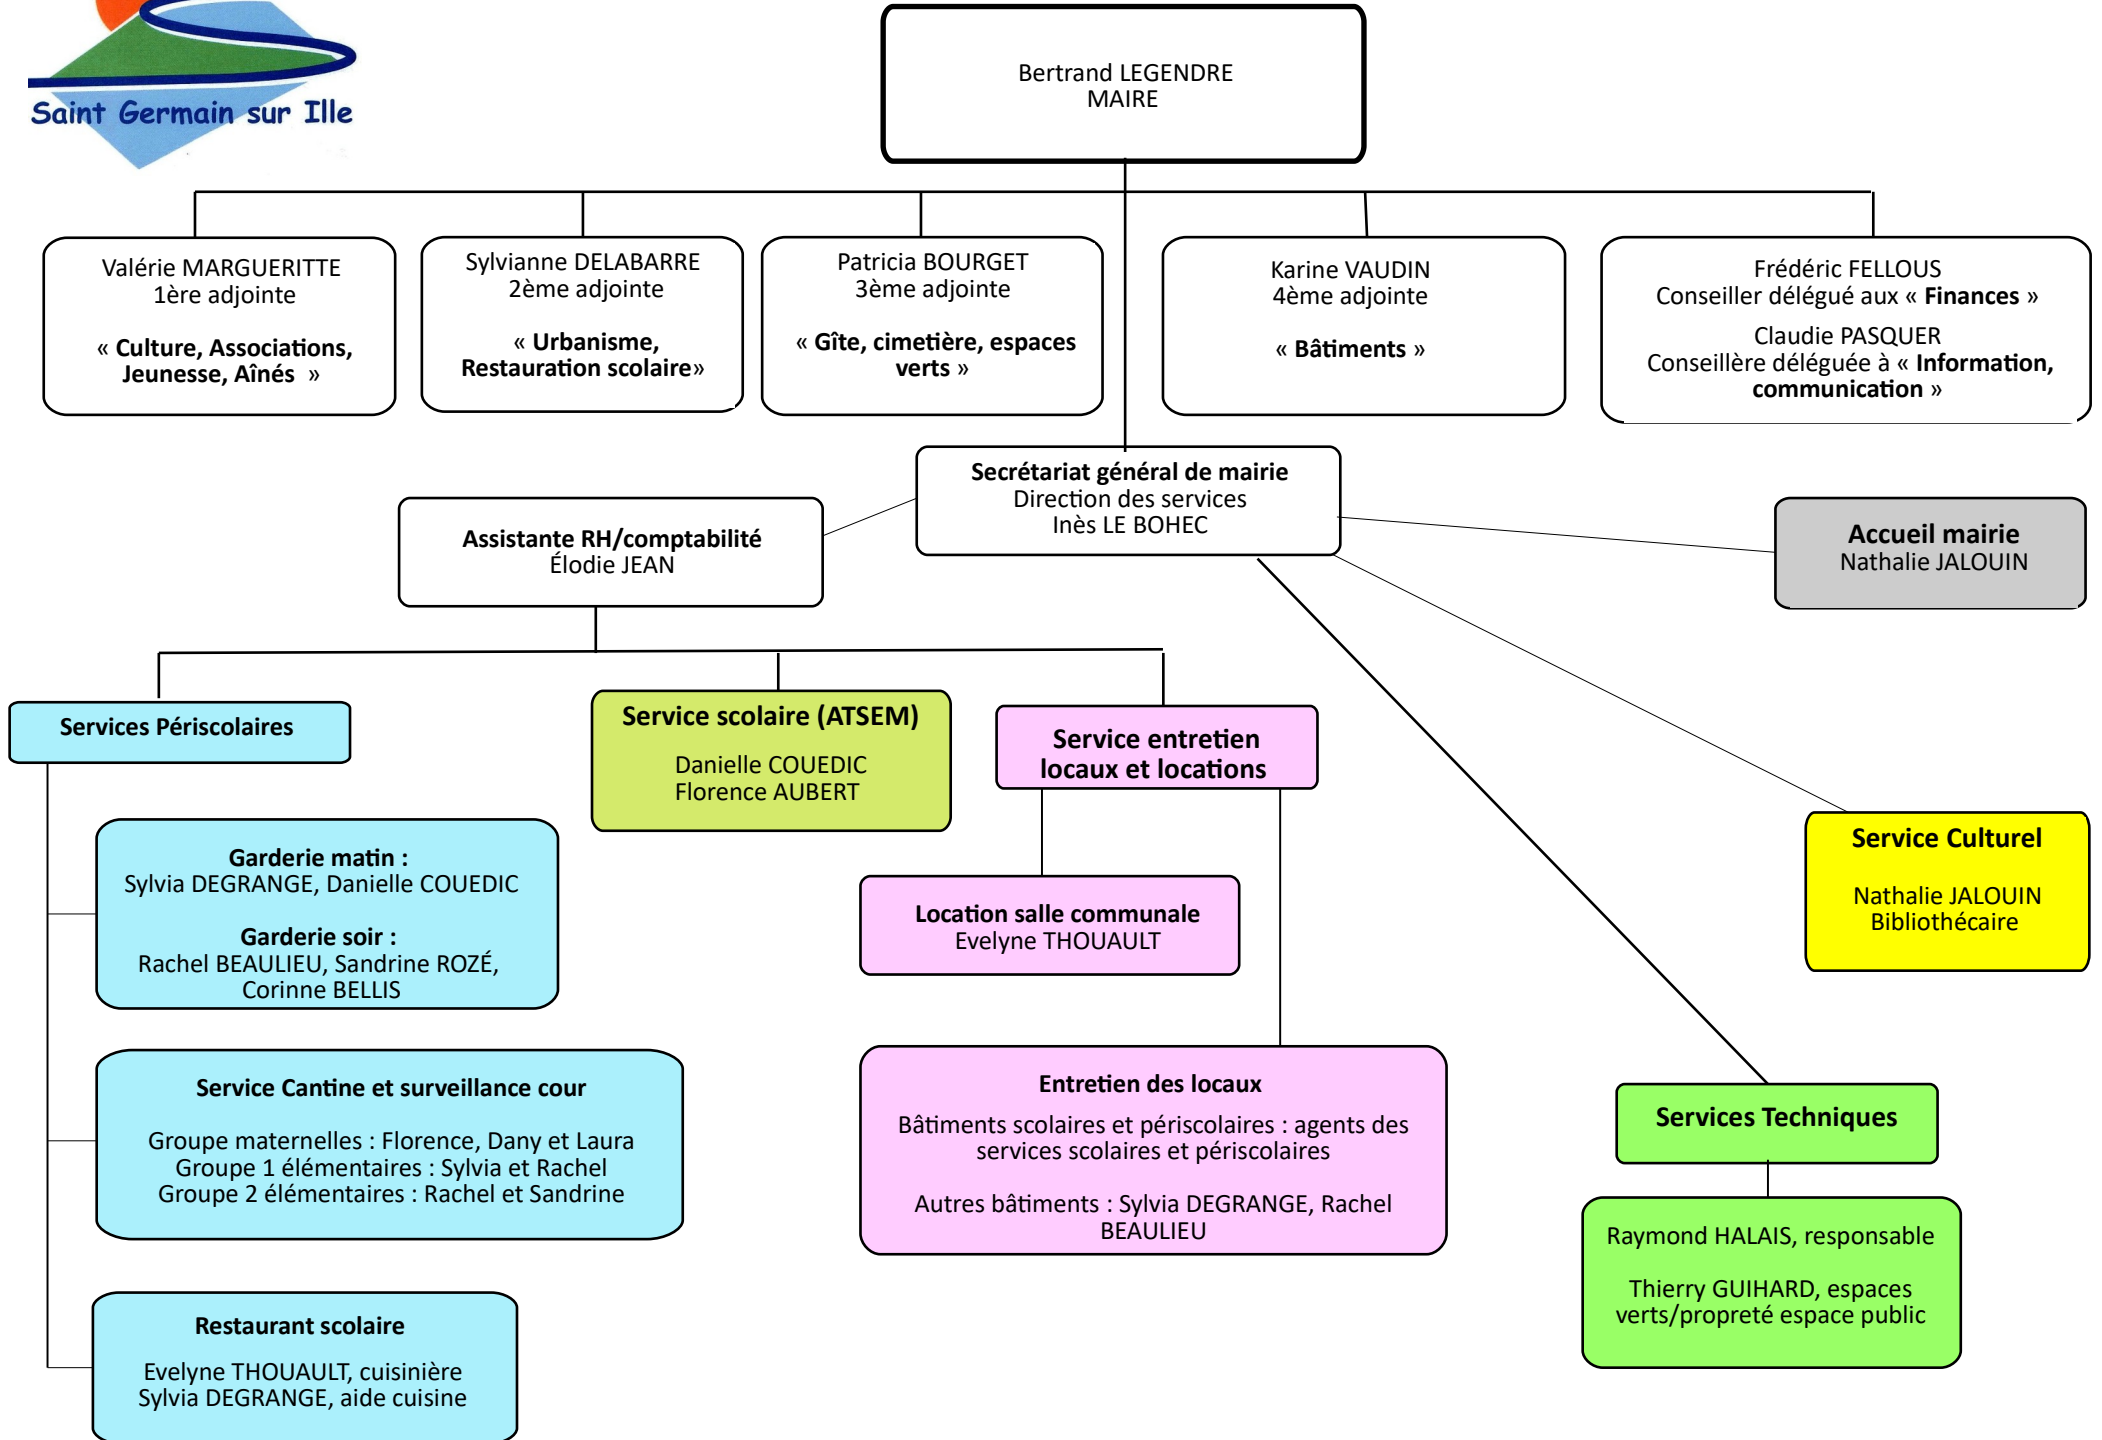 Saint Germain sur Ille
Bertrand LEGENDRE
MAIRE
Valérie MARGUERITTE
1ère adjointe
« Culture, Associations,
Jeunesse, Aînés  »
Sylvianne DELABARRE
2ème adjointe
« Urbanisme,
Restauration scolaire»
Patricia BOURGET
3ème adjointe
« Gîte, cimetière, espaces
verts »
Karine VAUDIN
4ème adjointe
« Bâtiments »
Frédéric FELLOUS
Conseiller délégué aux « Finances »
Claudie PASQUER
Conseillère déléguée à « Information,
communication »
Secrétariat général de mairie
Direction des services
Inès LE BOHEC
Assistante RH/comptabilité
Élodie JEAN
Accueil mairie
Nathalie JALOUIN
Services Périscolaires
Service scolaire (ATSEM)
Danielle COUEDIC
Florence AUBERT
Service entretien
locaux et locations
Garderie matin :
Sylvia DEGRANGE, Danielle COUEDIC
Garderie soir :
Rachel BEAULIEU, Sandrine ROZÉ,
Corinne BELLIS
Location salle communale
Evelyne THOUAULT
Service Culturel
Nathalie JALOUIN
Bibliothécaire
Service Cantine et surveillance cour
Groupe maternelles : Florence, Dany et Laura
Groupe 1 élémentaires : Sylvia et Rachel
Groupe 2 élémentaires : Rachel et Sandrine
Entretien des locaux
Bâtiments scolaires et périscolaires : agents des
services scolaires et périscolaires
Autres bâtiments : Sylvia DEGRANGE, Rachel
BEAULIEU
Services Techniques
Raymond HALAIS, responsable
Thierry GUIHARD, espaces
verts/propreté espace public
Restaurant scolaire
Evelyne THOUAULT, cuisinière
Sylvia DEGRANGE, aide cuisine